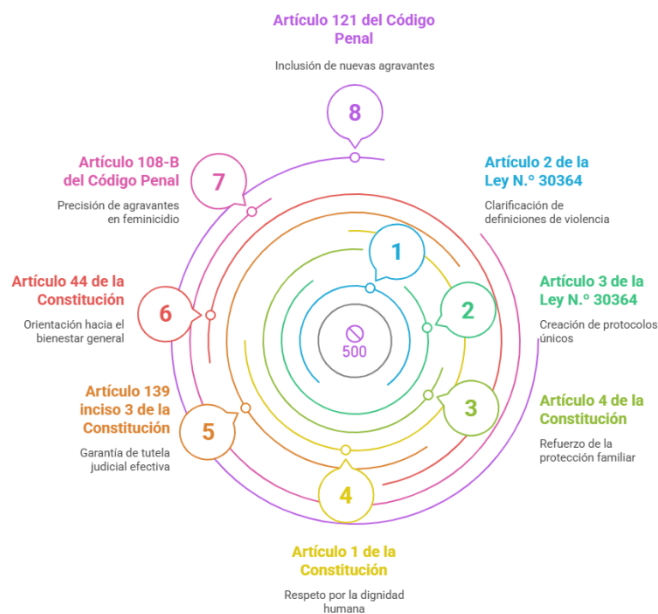 Artículo 121 del Código
Penal
Inclusión de nuevas agravantes
8
Artículo 108-B
del Código Penal
Precisión de agravantes
en feminicidio
7
Artículo 2 de la
Ley N.º 30364
Clarificación de
definiciones de violencia
1
Artículo 44 de la
Constitución
Orientación hacia el
bienestar general
6
500
2
Artículo 3 de la
Ley N.º 30364
Creación de protocolos
únicos
Artículo 139
inciso 3 de la
Constitución
Garantía de tutela
judicial efectiva
5
3
Artículo 4 de la
Constitución
Refuerzo de la
protección familiar
4
Artículo 1 de la
Constitución
Respeto por la dignidad
humana